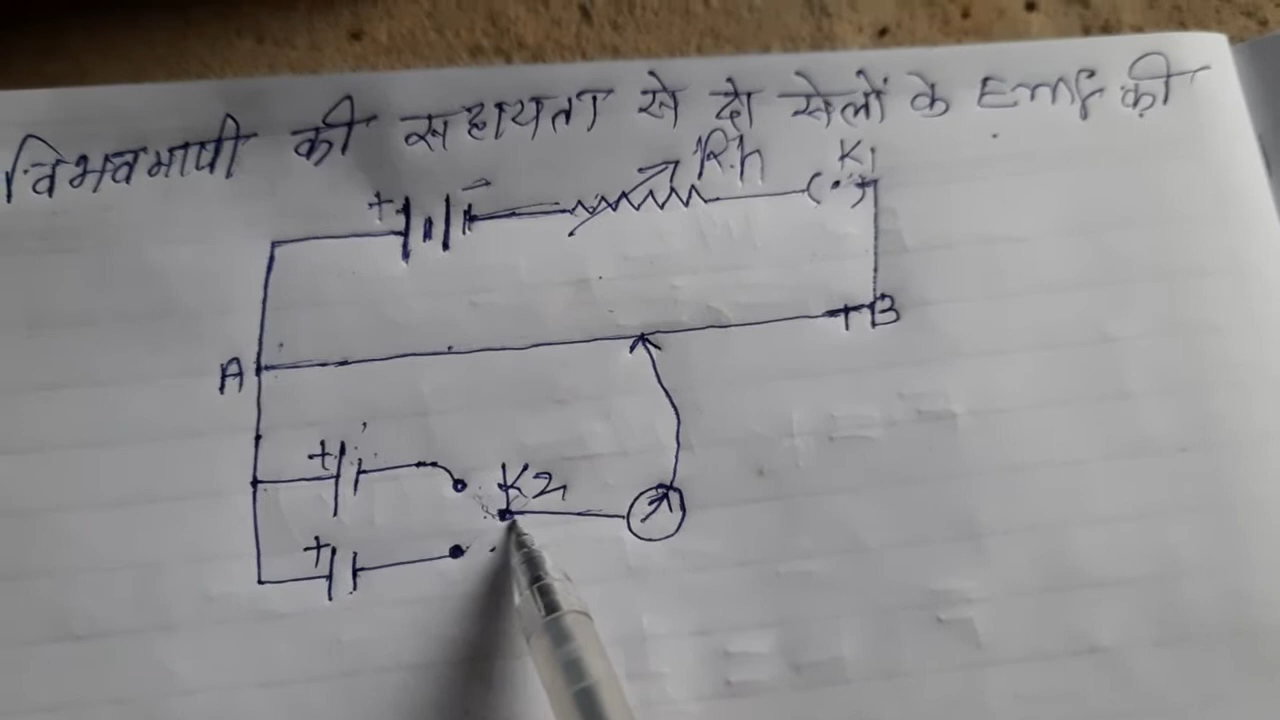 विभवमापी की सहायता से दो सेलों के Emf की
+ - Rh K1
A +B
+ K2
+